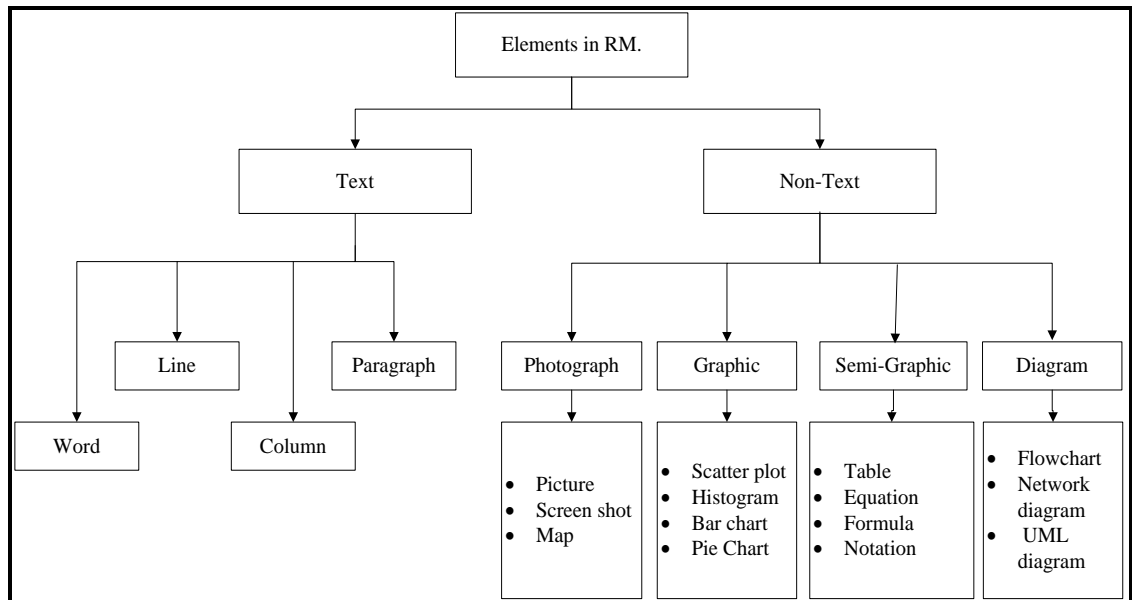 Elements in RM.
Text
Non-Text
Word
Line
Column
Paragraph
Photograph
Graphic
Semi-Graphic
Diagram
• Picture
• Screen shot
• Map
• Scatter plot
• Histogram
• Bar chart
• Pie Chart
• Table
• Equation
• Formula
• Notation
• Flowchart
• Network
diagram
• UML
diagram